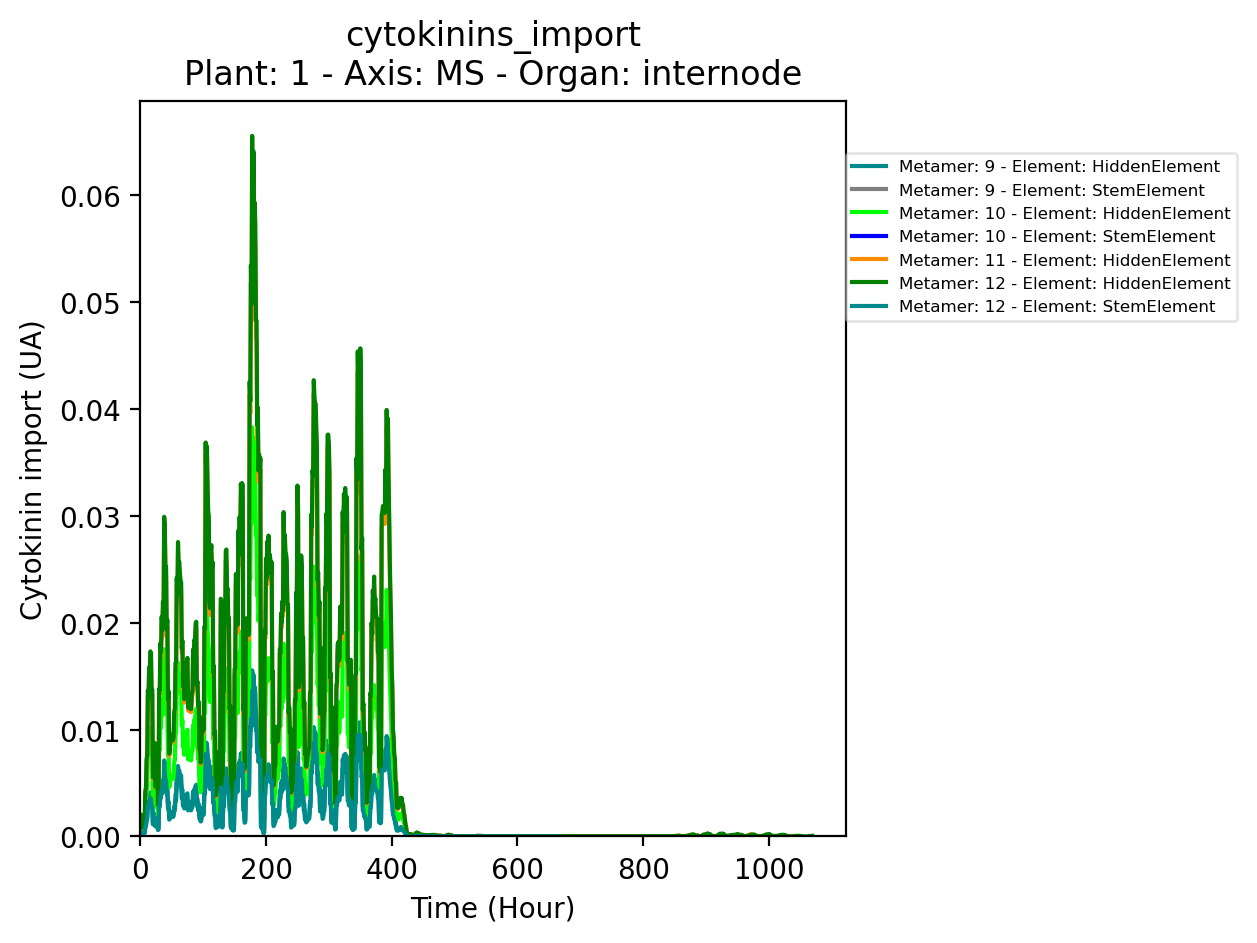 cytokinins_import
Plant: 1 - Axis: MS - Organ: internode
Cytokinin import (UA)
0.06
0.05
0.04
0.03
0.02
0.01
0.00
0 200 400 600 800 1000
Time (Hour)
Metamer: 9 - Element: HiddenElement
Metamer: 9 - Element: StemElement
Metamer: 10 - Element: HiddenElement
Metamer: 10 - Element: StemElement
Metamer: 11 - Element: HiddenElement
Metamer: 12 - Element: HiddenElement
Metamer: 12 - Element: StemElement